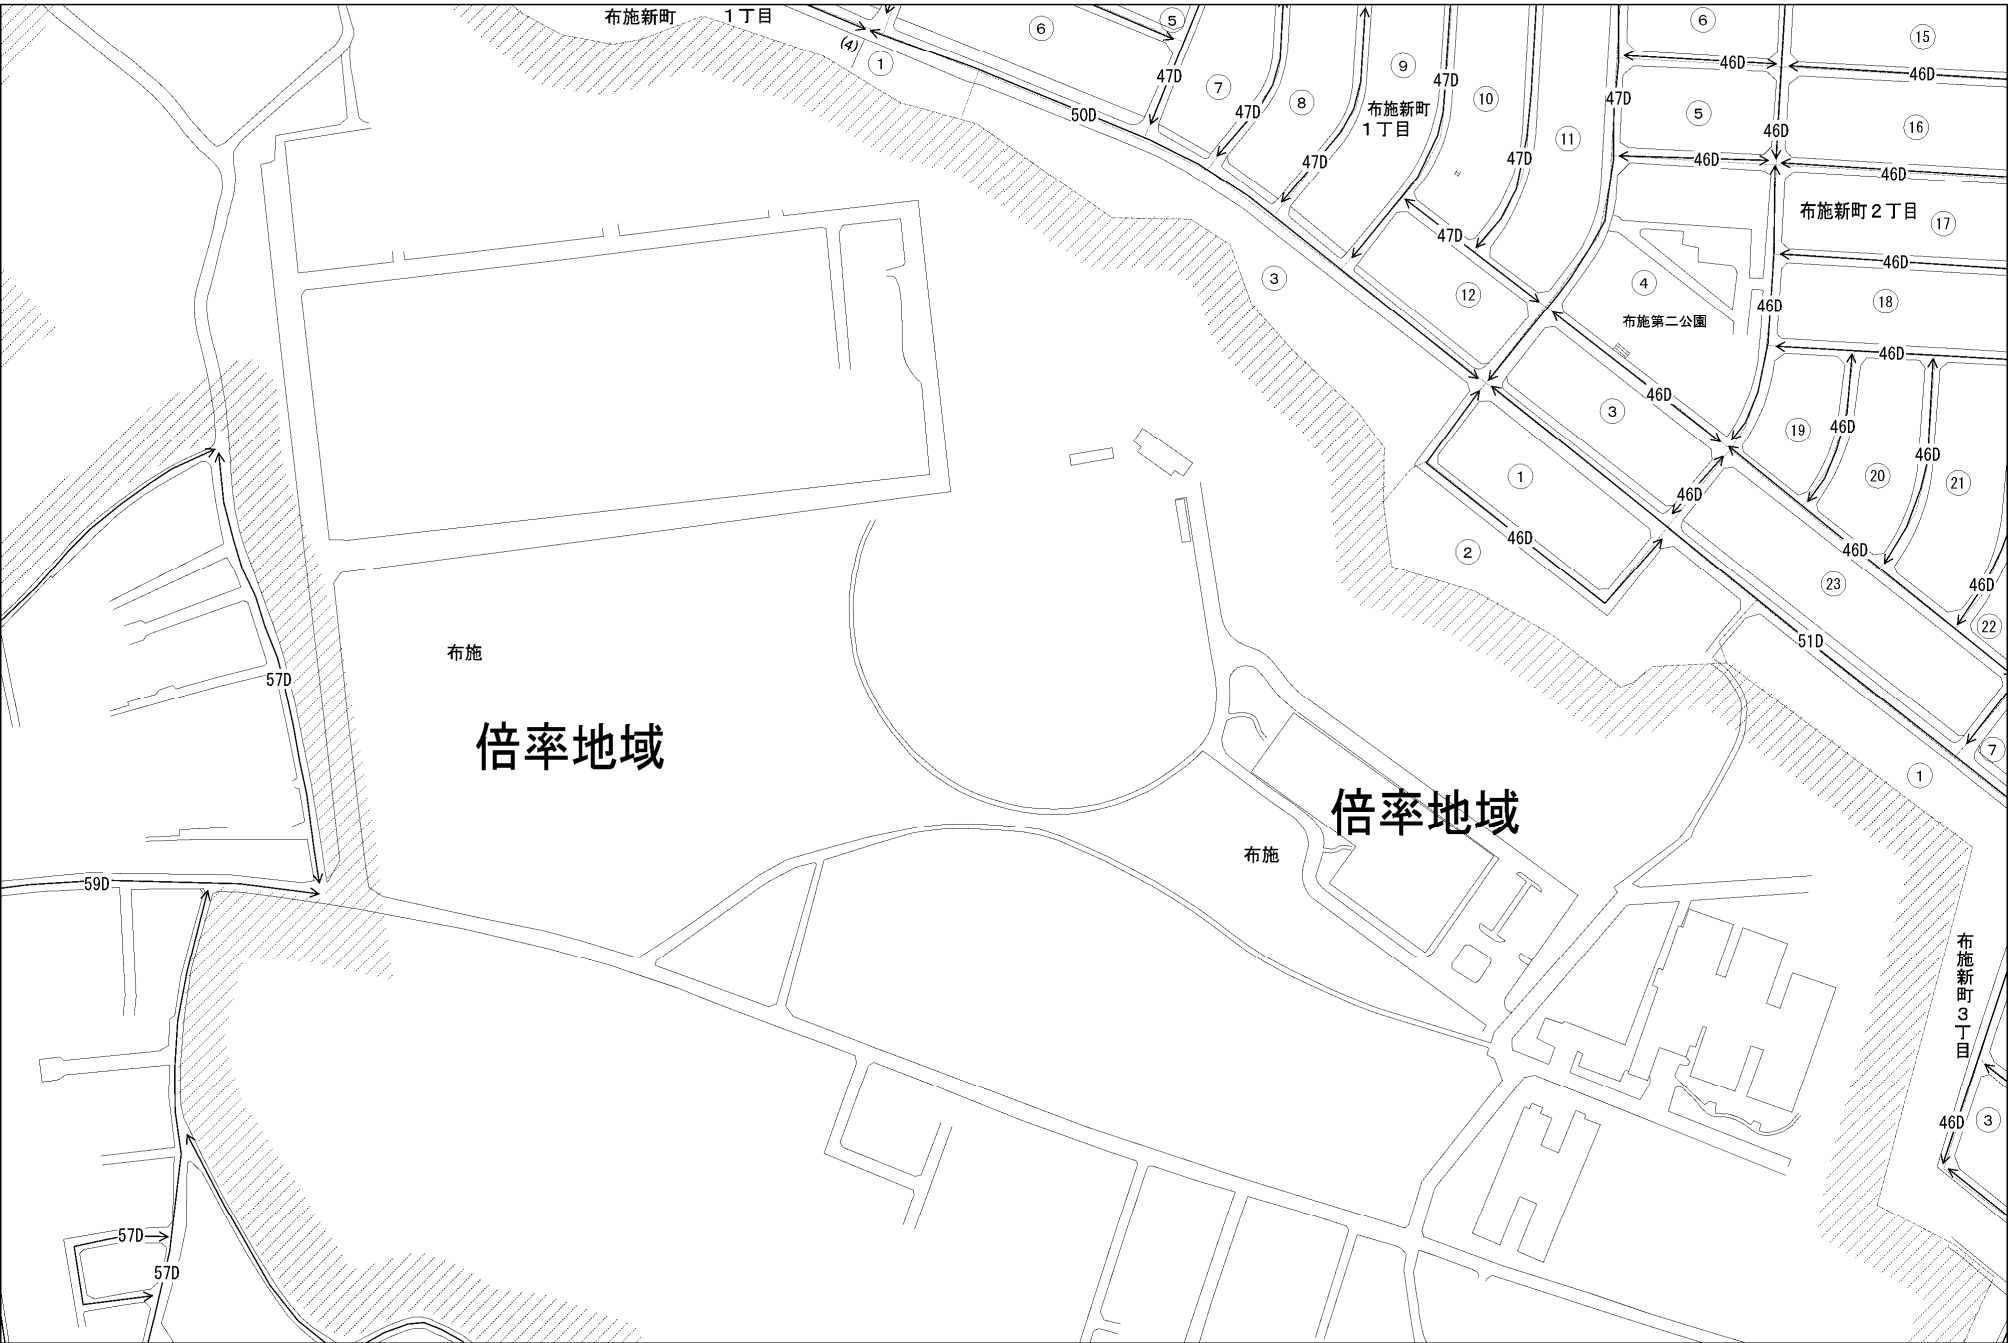 布施新町 1丁目
(4)
①
⑥
⑤
47D
⑦
50D
47D
⑧
47D
⑨
布施新町
1丁目
47D
⑩
47D
⑪
47D
⑥
46D
⑮
46D
⑤
46D
⑯
46D
46D
布施新町2丁目
⑰
46D
⑱
46D
46D
④
布施第二公園
47D
⑫
③
③
46D
⑲
46D
⑳
46D
㉑
46D
46D
㉒
46D
㉓
①
46D
②
51D
⑦
①
57D
布施
倍率地域
倍率地域
布施
59D
布施新町3丁目
46D
③
57D
57D